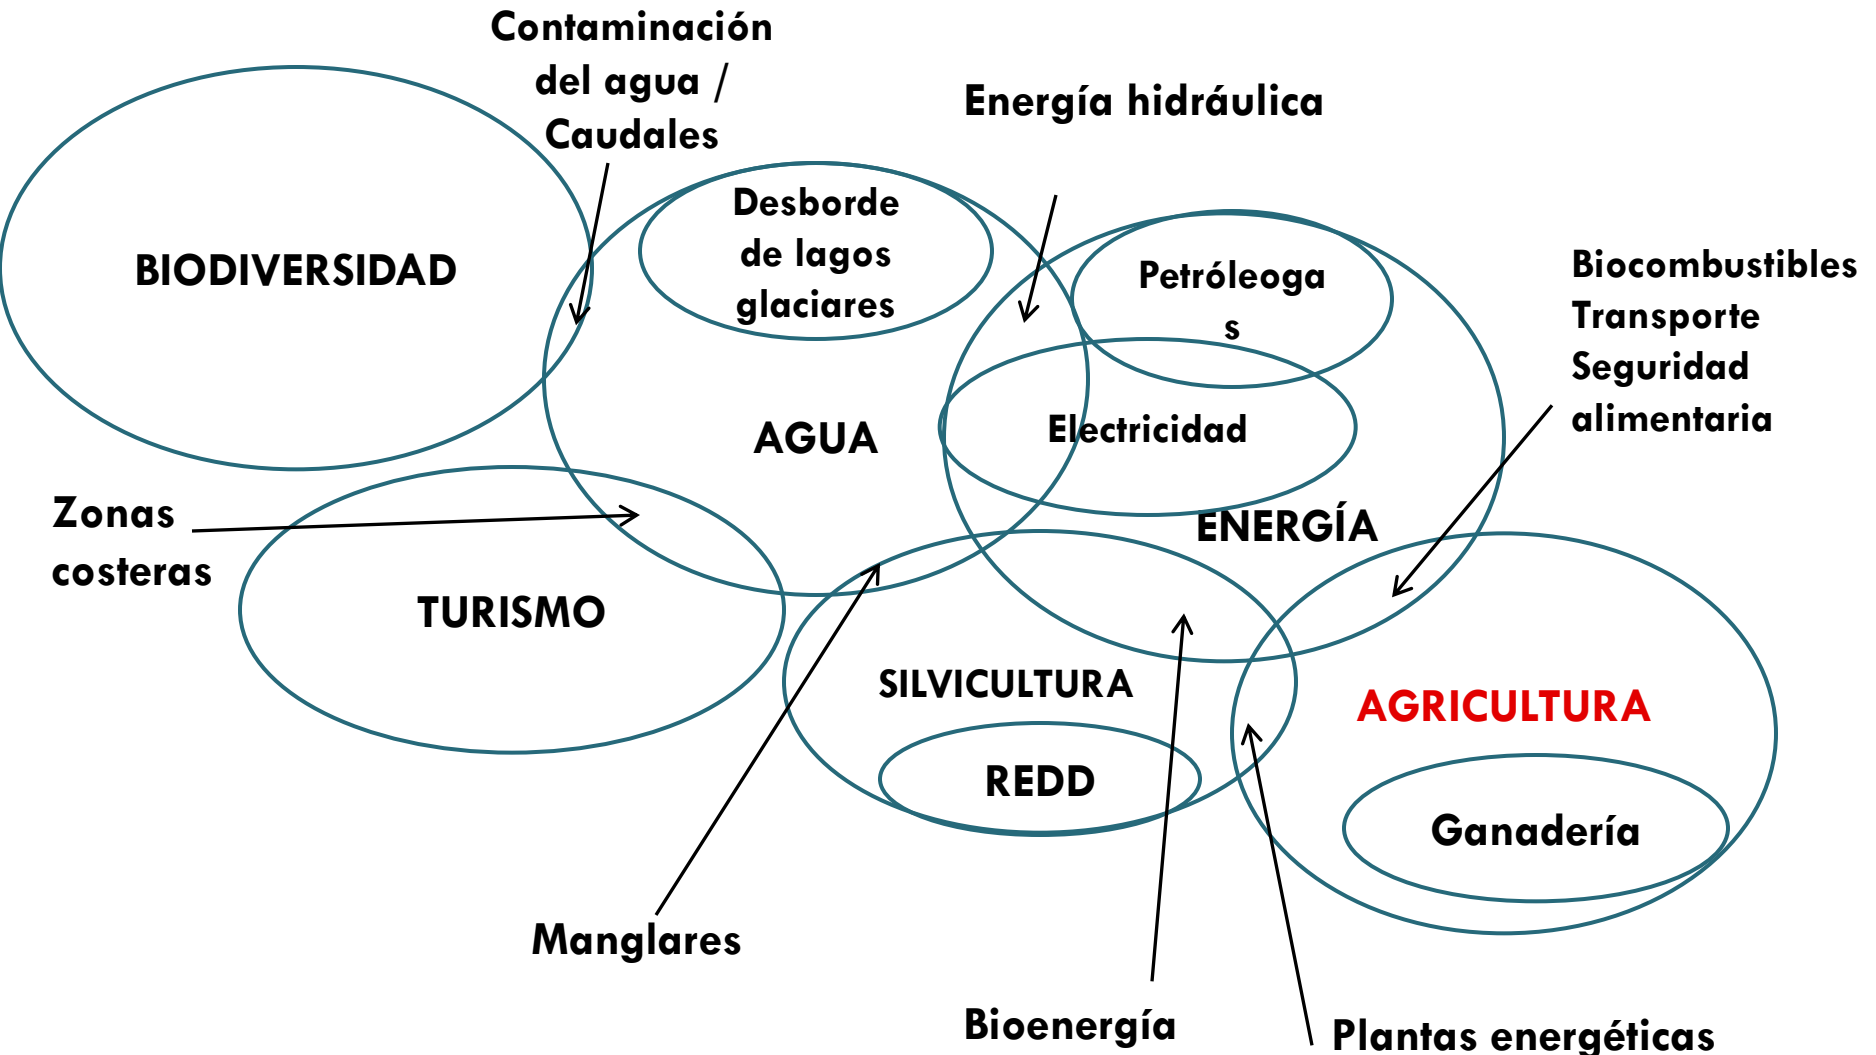 Contaminación
del agua /
Caudales
Energía hidráulica
BIODIVERSIDAD
Desborde
de lagos
glaciares
Petróleoga
s
Biocombustibles
Transporte
Seguridad
alimentaria
AGUA
Electricidad
Zonas
costeras
ENERGÍA
TURISMO
SILVICULTURA
AGRICULTURA
REDD
Ganadería
Manglares
Bioenergía
Plantas energéticas